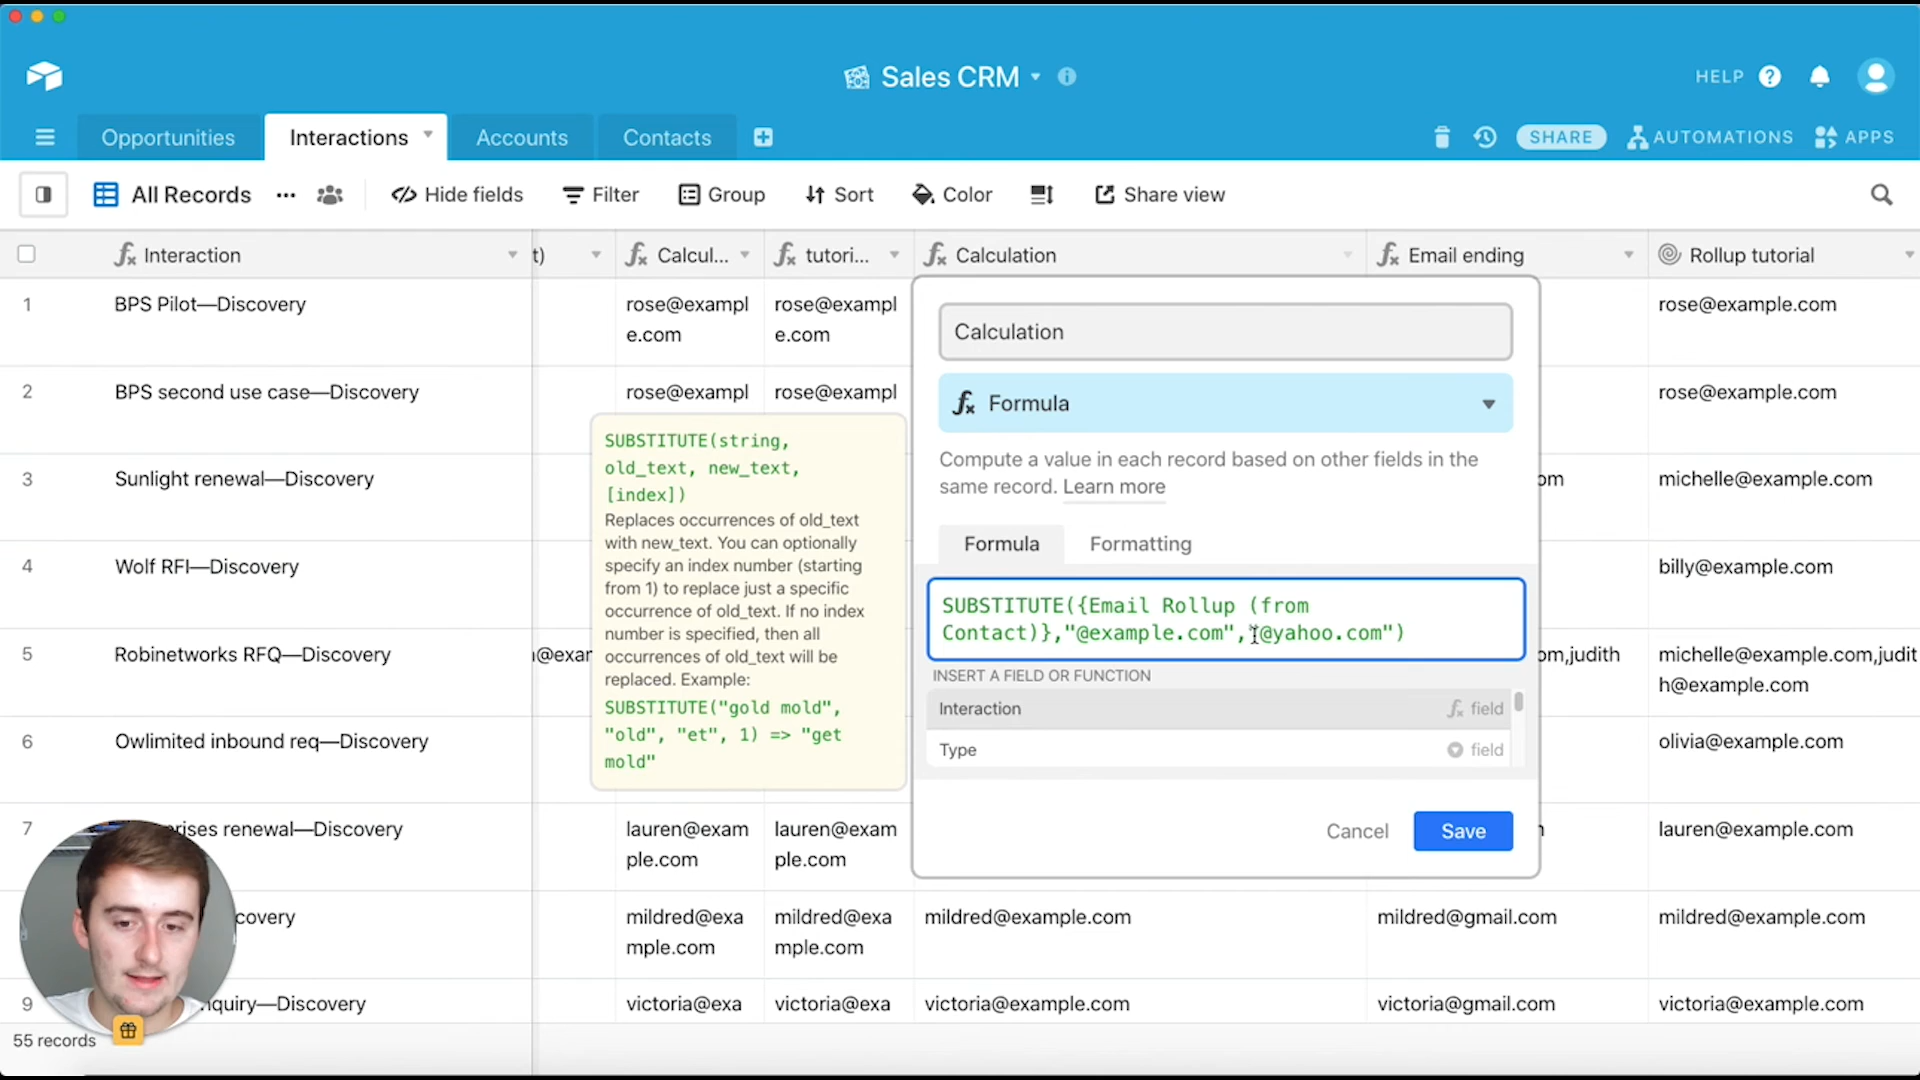 Sales CRM
HELP
Opportunities
Interactions
Accounts
Contacts
SHARE
AUTOMATIONS
APPS
All Records
Hide fields
Filter
Group
Sort
Color
Share view
Interaction
t)
Calcul...
tutori...
Calculation
Email ending
Rollup tutorial
1
BPS Pilot—Discovery
rose@exampl
e.com
rose@exampl
e.com
rose@example.com
2
BPS second use case—Discovery
rose@exampl
rose@exampl
rose@example.com
3
Sunlight renewal—Discovery
om
michelle@example.com
4
Wolf RFI—Discovery
billy@example.com
5
Robinetworks RFQ—Discovery
@exar
om,judith
michelle@example.com,judit
h@example.com
6
Owlimited inbound req—Discovery
olivia@example.com
7
rises renewal—Discovery
lauren@exam
ple.com
lauren@exam
ple.com
lauren@example.com
covery
mildred@exa
mple.com
mildred@exa
mple.com
mildred@example.com
mildred@gmail.com
mildred@example.com
9
quiry—Discovery
victoria@exa
victoria@exa
victoria@example.com
victoria@gmail.com
victoria@example.com
55 records
SUBSTITUTE(string,
old_text, new_text,
[index])
Replaces occurrences of old_text
with new_text. You can optionally
specify an index number (starting
from 1) to replace just a specific
occurrence of old_text. If no index
number is specified, then all
occurrences of old_text will be
replaced. Example:
SUBSTITUTE("gold mold",
"old", "et", 1) => "get
mold"
Calculation
Formula
Compute a value in each record based on other fields in the
same record. Learn more
Formula
Formatting
SUBSTITUTE({Email Rollup (from
Contact)},"@example.com","@yahoo.com")
INSERT A FIELD OR FUNCTION
Interaction
field
Type
field
Cancel
Save